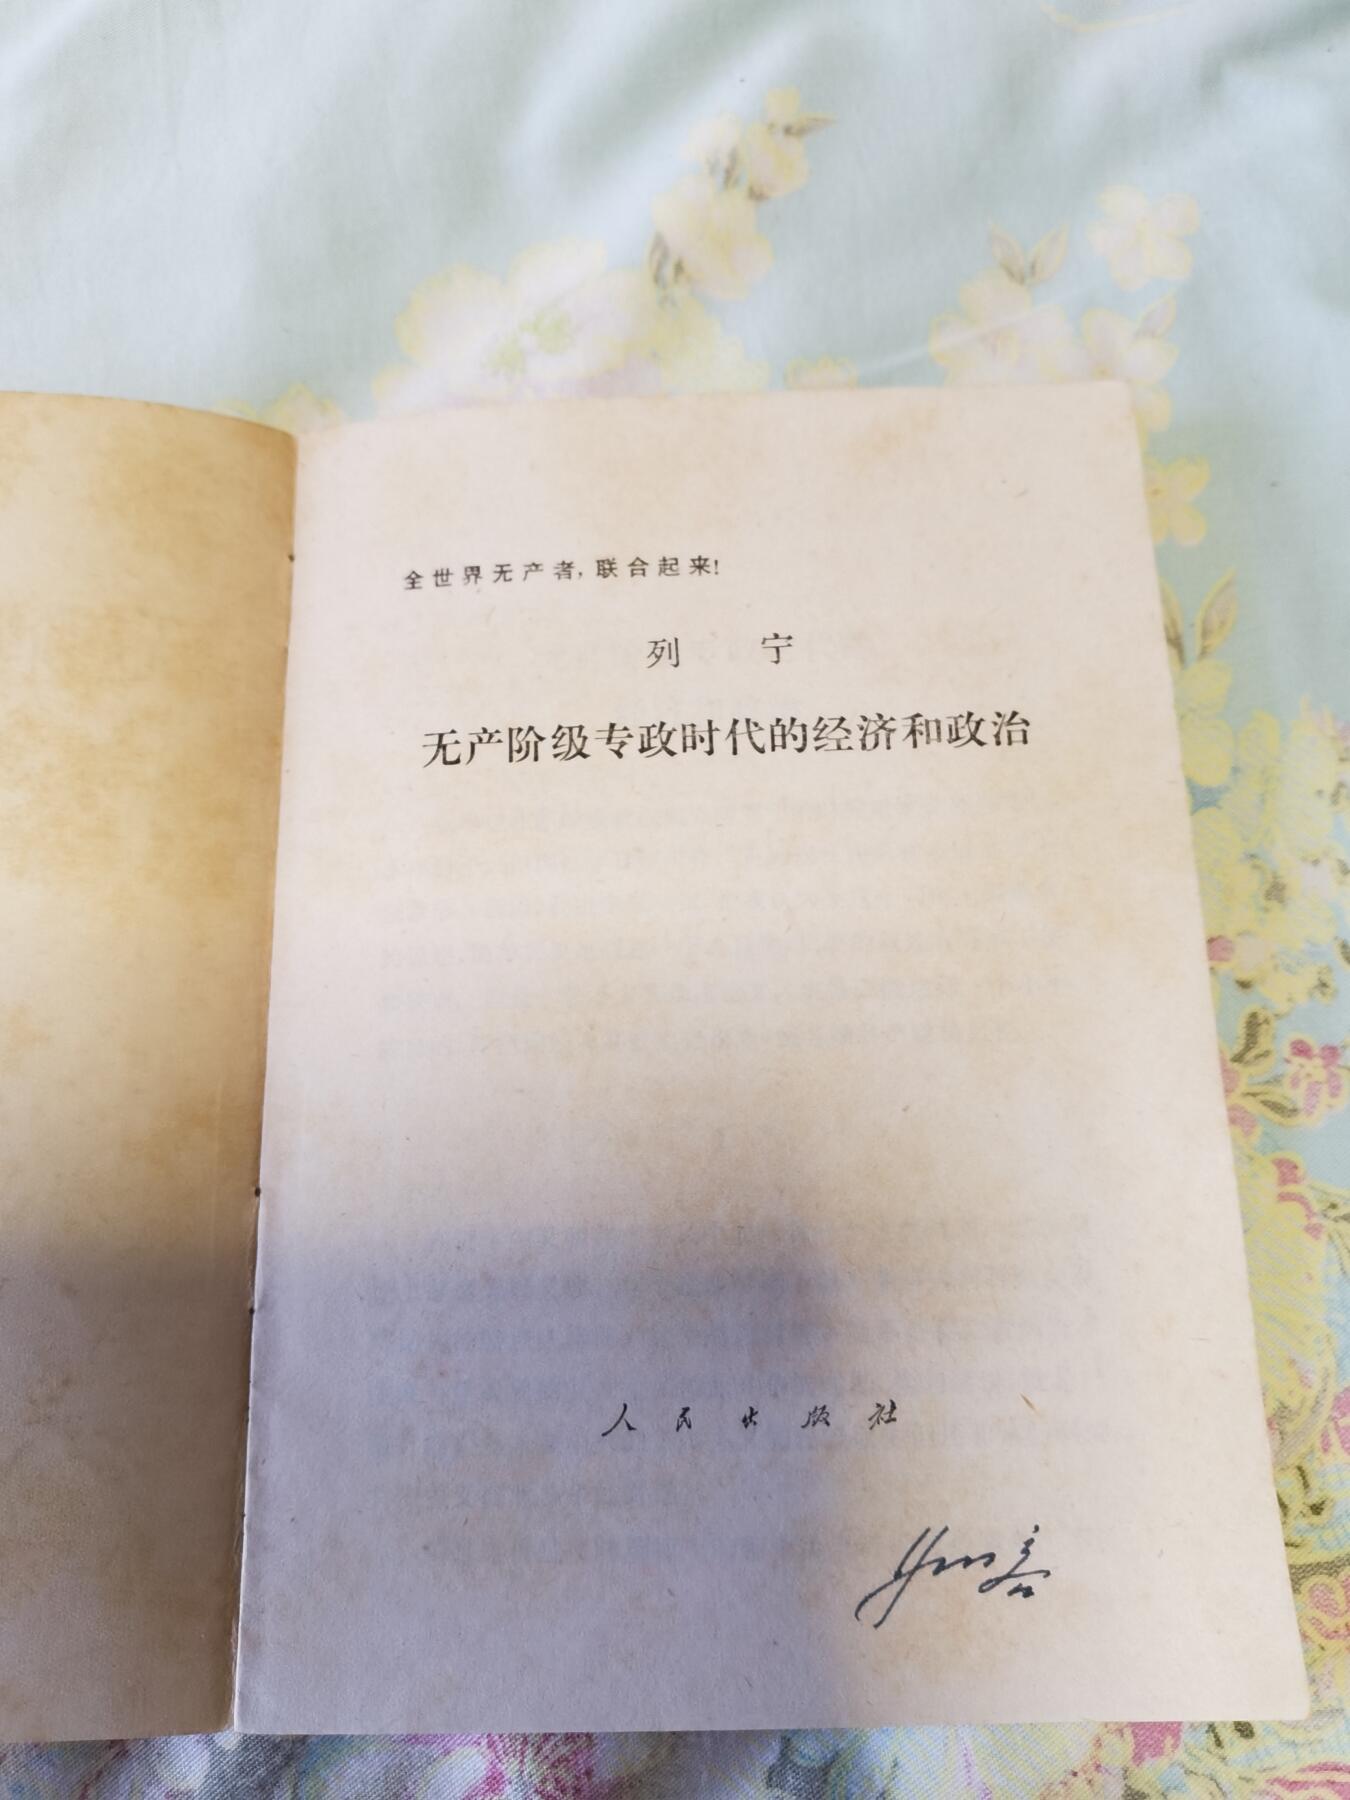 全世界无产者,联合起来!
列 宁
无产阶级专政时代的经济和政治
人民出版社